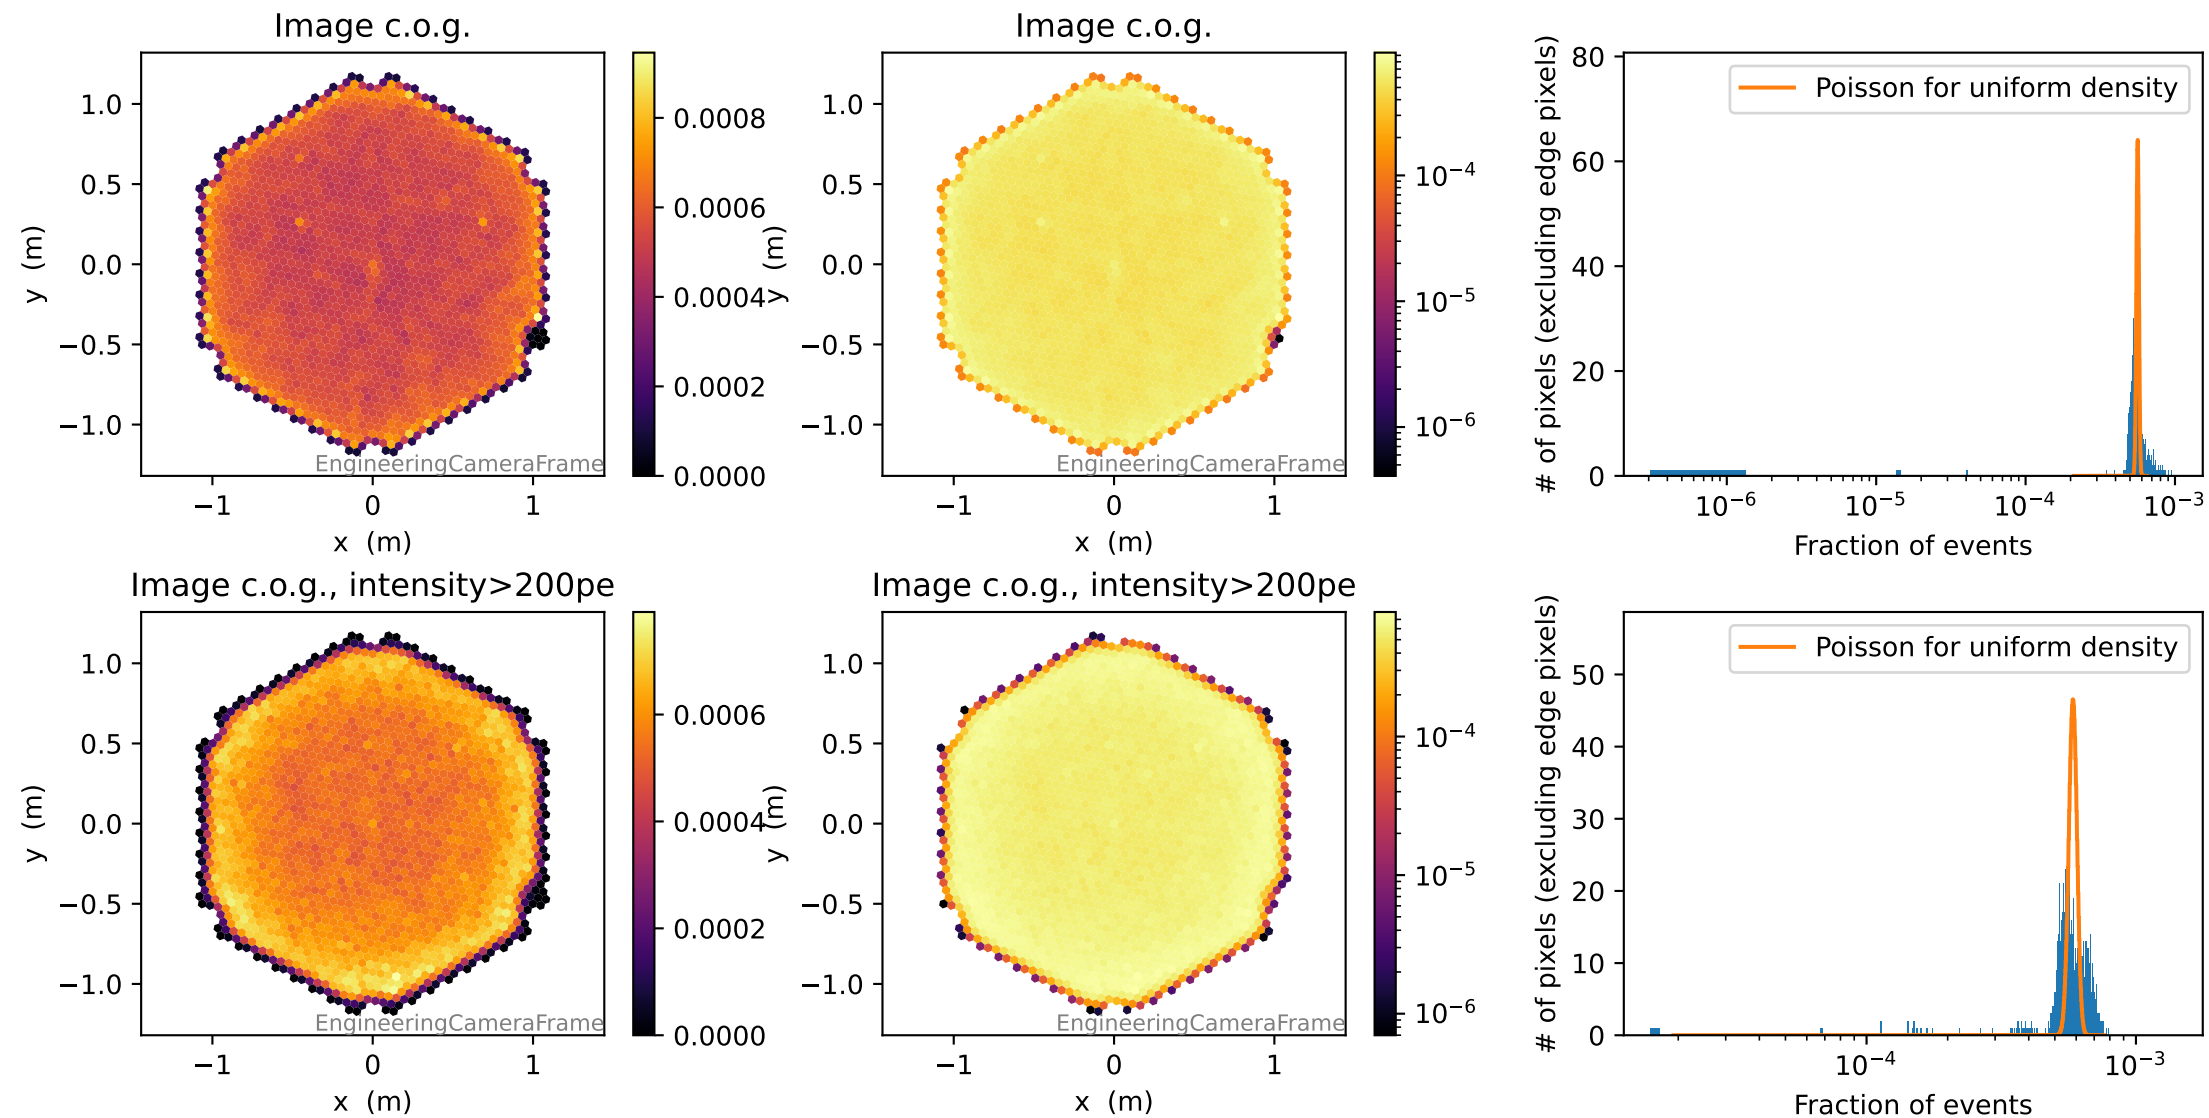 Image c.o.g.
1.0
0.5
0.0
−0.5
−1.0
y (m)
−1 0 1
x (m)
EngineeringCameraFrame
0.0008
0.0006
0.0004
0.0002
0.0000
Image c.o.g.
1.0
0.5
0.0
−0.5
−1.0
y (m)
−1 0 1
x (m)
EngineeringCameraFrame
10⁻⁴
10⁻⁵
10⁻⁶
Poisson for uniform density
80
60
40
20
0
# of pixels (excluding edge pixels)
10⁻⁶ 10⁻⁵ 10⁻⁴ 10⁻³
Fraction of events
Image c.o.g., intensity>200pe
1.0
0.5
0.0
−0.5
−1.0
y (m)
−1 0 1
x (m)
EngineeringCameraFrame
0.0006
0.0004
0.0002
0.0000
Image c.o.g., intensity>200pe
1.0
0.5
0.0
−0.5
−1.0
y (m)
−1 0 1
x (m)
EngineeringCameraFrame
10⁻⁴
10⁻⁵
10⁻⁶
Poisson for uniform density
50
40
30
20
10
0
# of pixels (excluding edge pixels)
10⁻⁴ 10⁻³
Fraction of events